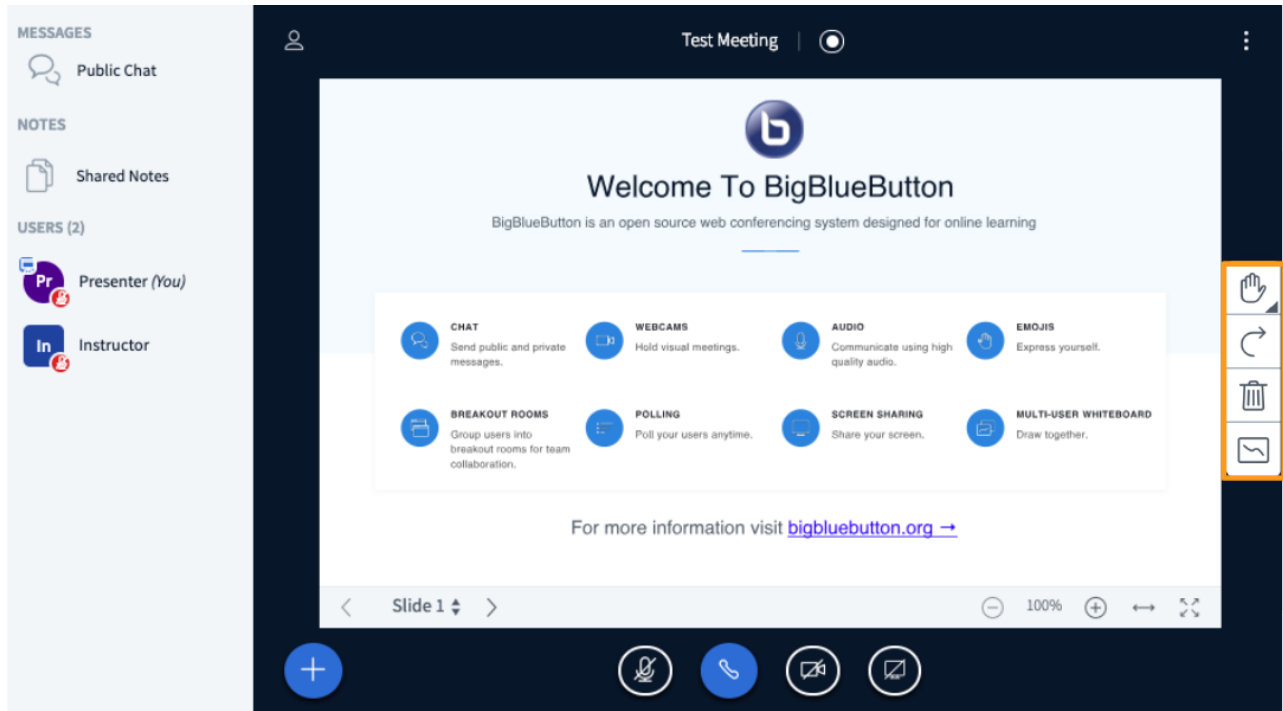 MESSAGES
Public Chat
NOTES
Shared Notes
USERS (2)
Pr
Presenter (You)
In
Instructor
Test Meeting
b
Welcome To BigBlueButton
BigBlueButton is an open source web conferencing system designed for online learning
CHAT
Send public and private
messages.
WEBCAMS
Hold visual meetings.
AUDIO
Communicate using high
quality audio.
EMOJIS
Express yourself.
BREAKOUT ROOMS
Group users into
breakout rooms for team
collaboration.
POLLING
Poll your users anytime.
SCREEN SHARING
Share your screen.
MULTI-USER WHITEBOARD
Draw together.
For more information visit bigbluebutton.org →
Slide 1
100%